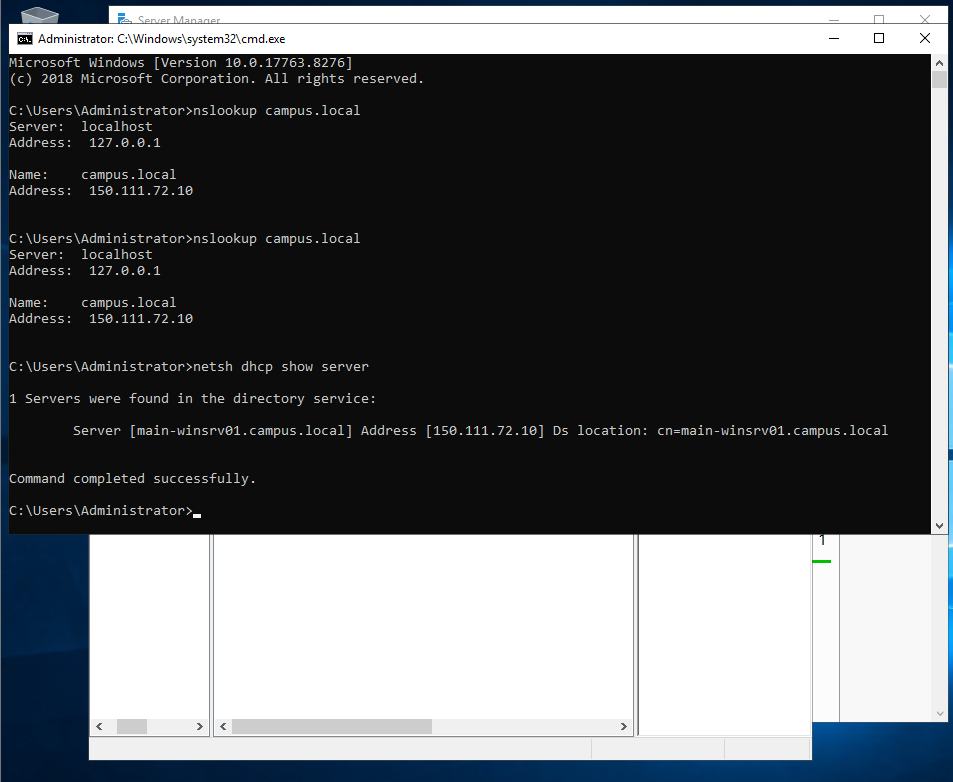 Server Manager
Administrator: C:\Windows\system32\cmd.exe
Microsoft Windows [Version 10.0.17763.8276]
(c) 2018 Microsoft Corporation. All rights reserved.
C:\Users\Administrator>nslookup campus.local
Server:  localhost
Address:  127.0.0.1
Name:    campus.local
Address:  150.111.72.10
C:\Users\Administrator>nslookup campus.local
Server:  localhost
Address:  127.0.0.1
Name:    campus.local
Address:  150.111.72.10
C:\Users\Administrator>netsh dhcp show server
1 Servers were found in the directory service:
Server [main-winsrv01.campus.local] Address [150.111.72.10] Ds location: cn=main-winsrv01.campus.local
Command completed successfully.
C:\Users\Administrator>
1